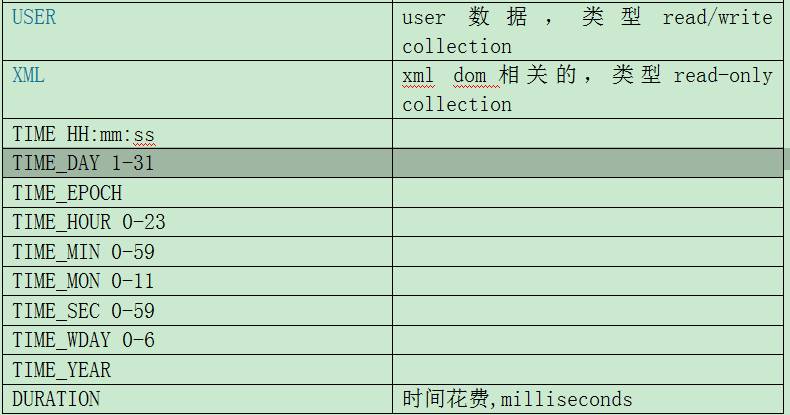 USER
user 数据，类型 read/write
collection
XML
xml dom 相关的，类型 read-only
collection
TIME HH:mm:ss
TIME_DAY 1-31
TIME_EPOCH
TIME_HOUR 0-23
TIME_MIN 0-59
TIME_MON 0-11
TIME_SEC 0-59
TIME_WDAY 0-6
TIME_YEAR
DURATION
时间花费,milliseconds